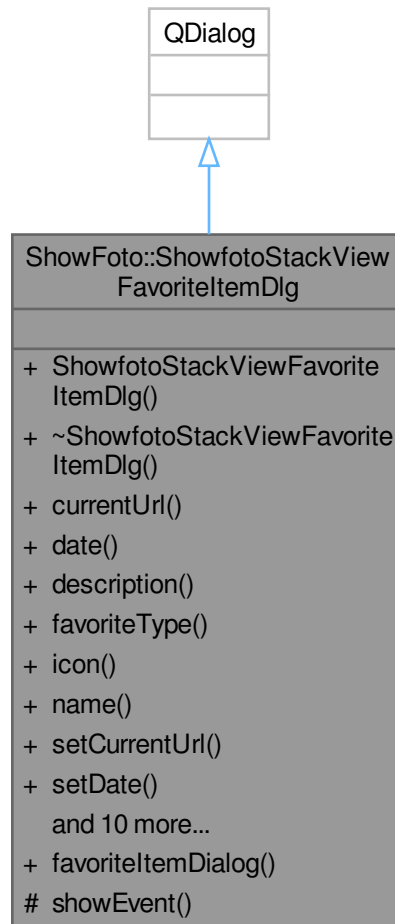 QDialog
ShowFoto::ShowfotoStackView
FavoriteItemDlg
+ ShowfotoStackViewFavorite
ItemDlg()
+ ~ShowfotoStackViewFavorite
ItemDlg()
+ currentUrl()
+ date()
+ description()
+ favoriteType()
+ icon()
+ name()
+ setCurrentUrl()
+ setDate()
and 10 more...
+ favoriteItemDialog()
# showEvent()